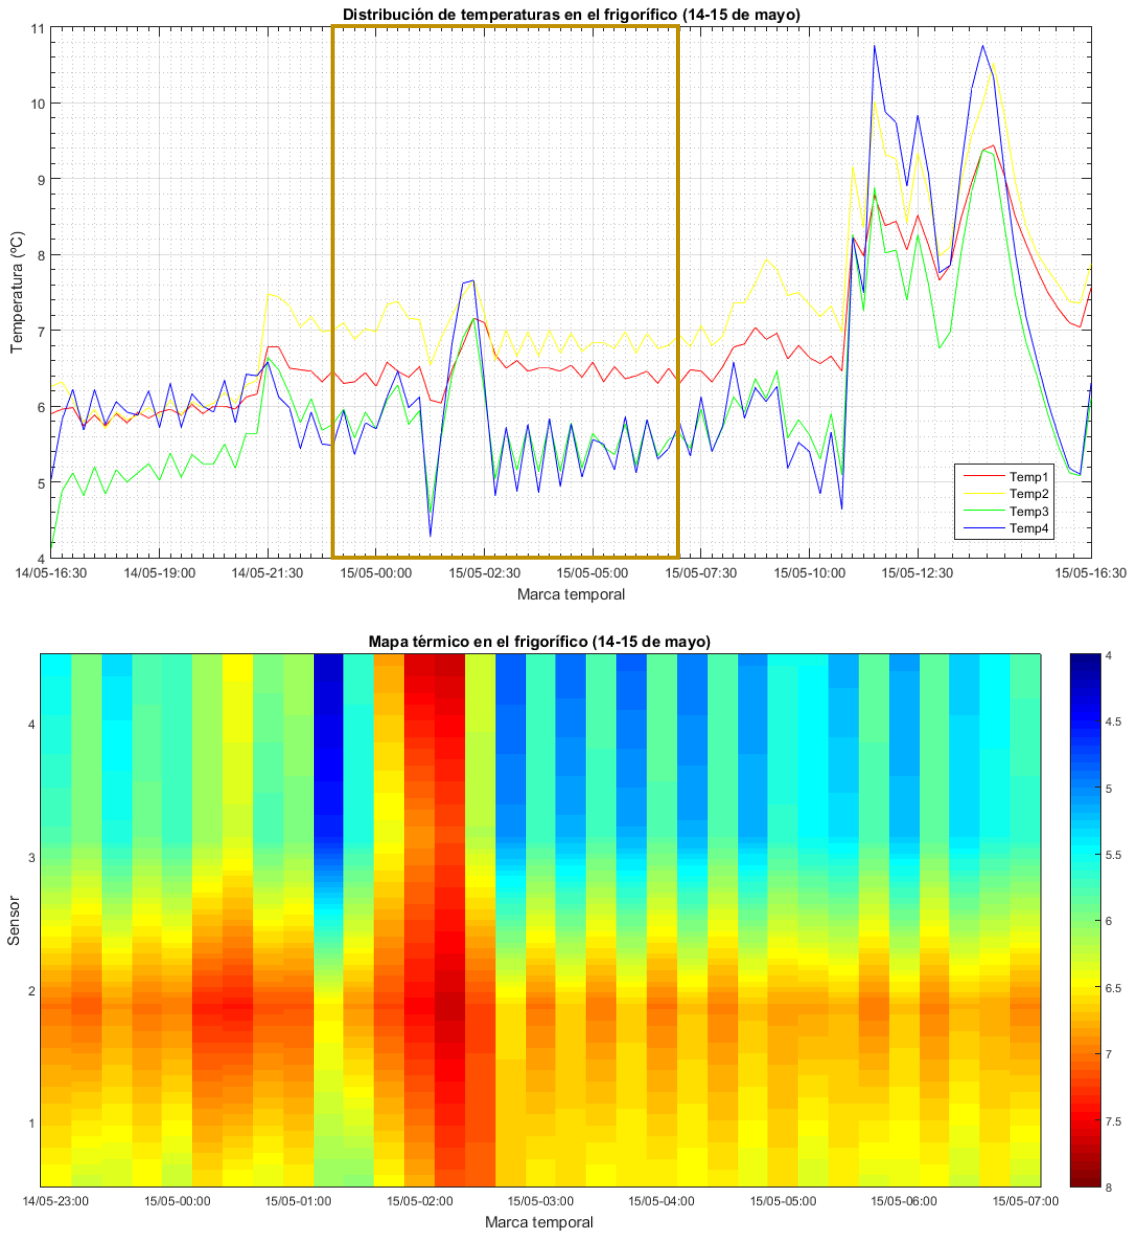 Distribución de temperaturas en el frigorífico (14-15 de mayo)
11
10
9
8
7
6
5
4
Temperatura (ºC)
Temp1
Temp2
Temp3
Temp4
14/05-16:30 14/05-19:00 14/05-21:30 15/05-00:00 15/05-02:30 15/05-05:00 15/05-07:30 15/05-10:00 15/05-12:30 15/05-16:30
Marca temporal
Mapa térmico en el frigorífico (14-15 de mayo)
4
3
2
1
Sensor
4
4.5
5
5.5
6
6.5
7
7.5
8
14/05-23:00 15/05-00:00 15/05-01:00 15/05-02:00 15/05-03:00 15/05-04:00 15/05-05:00 15/05-06:00 15/05-07:00
Marca temporal